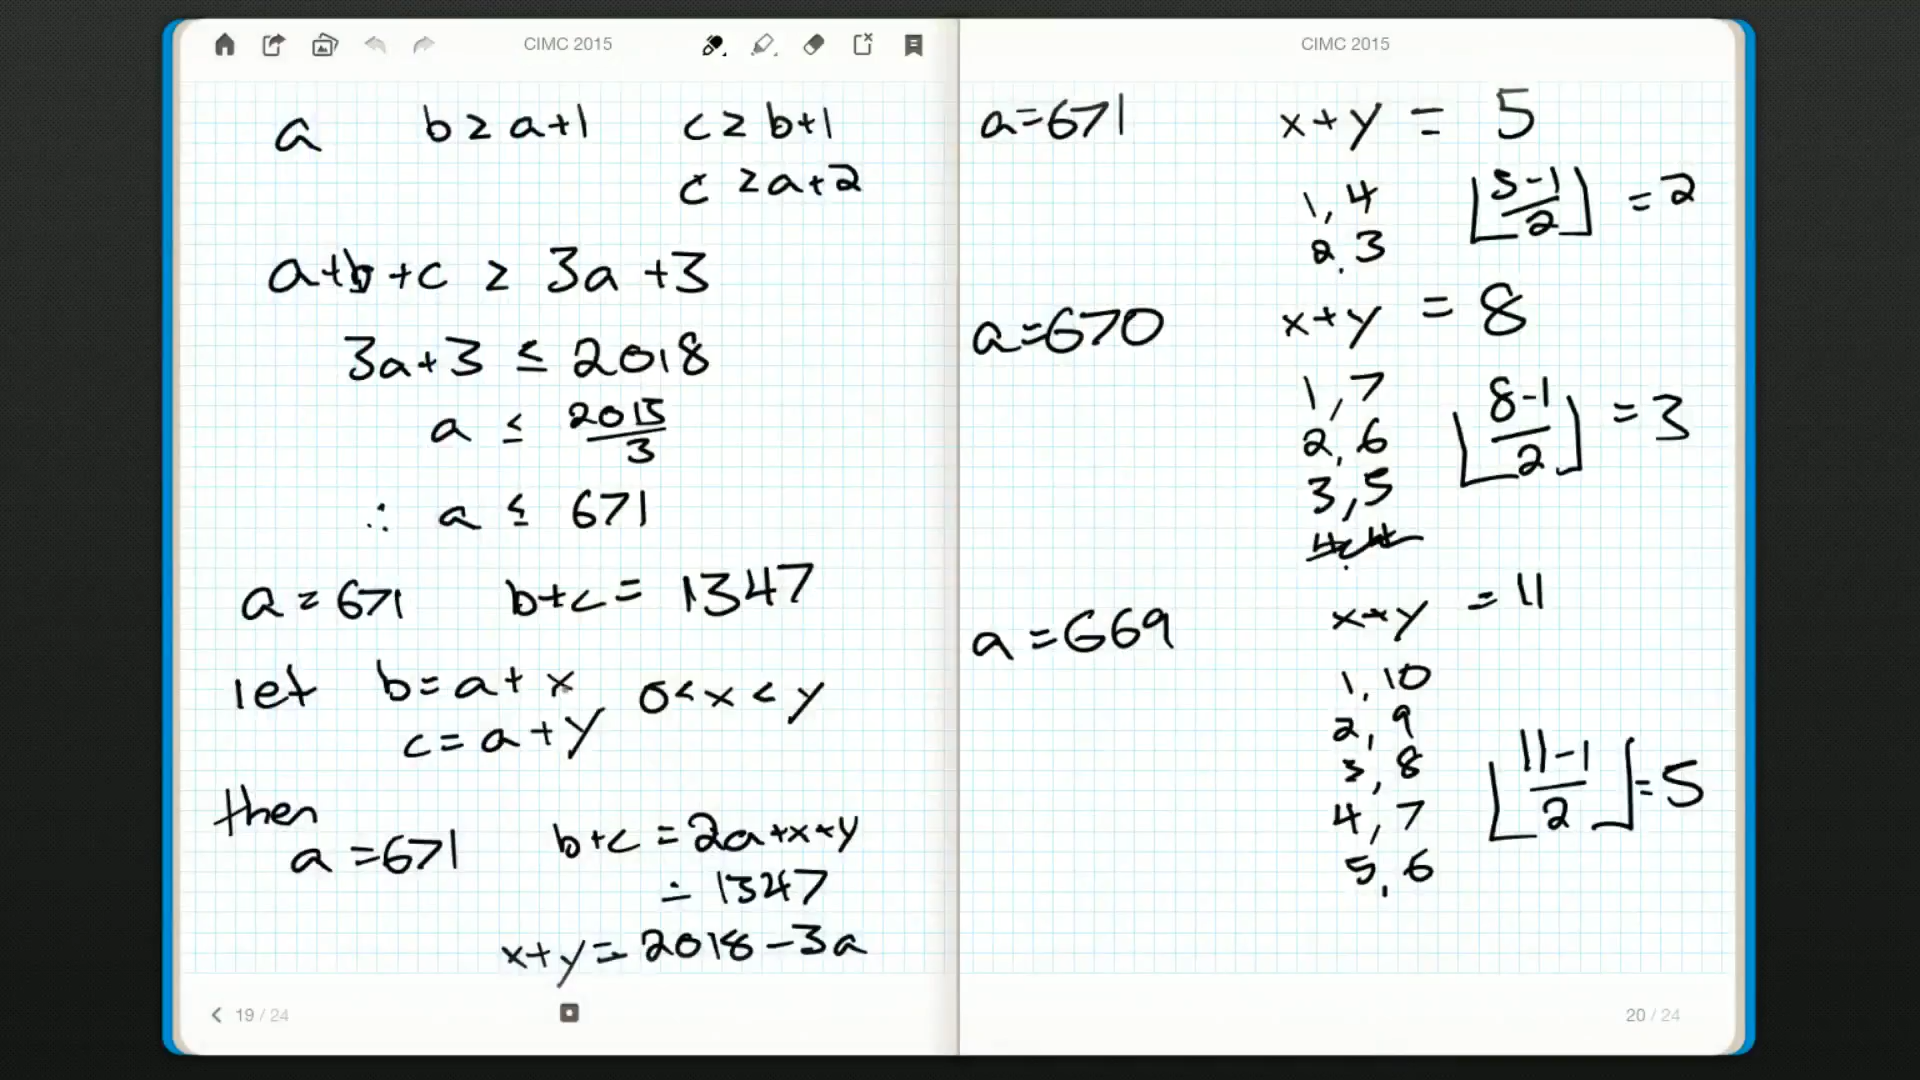 CIMC 2015
a b ≥ a+1 c ≥ b+1
c ≥ a+2
a+b+c ≥ 3a+3
3a+3 ≤ 2018
a ≤ 2015/3
∴ a ≤ 671
a = 671 b+c = 1347
let b = a+x 0<x<y
c = a+y
then
a = 671 b+c = 2a+x+y
= 1347
x+y = 2018-3a
19 / 24
CIMC 2015
a=671 x+y = 5
1,4 ⌊(5-1)/2⌋ = 2
2,3
a=670 x+y = 8
1,7 ⌊(8-1)/2⌋ = 3
2,6
3,5
4,4
a=669 x+y = 11
1,10
2,9
3,8 ⌊(11-1)/2⌋ = 5
4,7
5,6
20 / 24